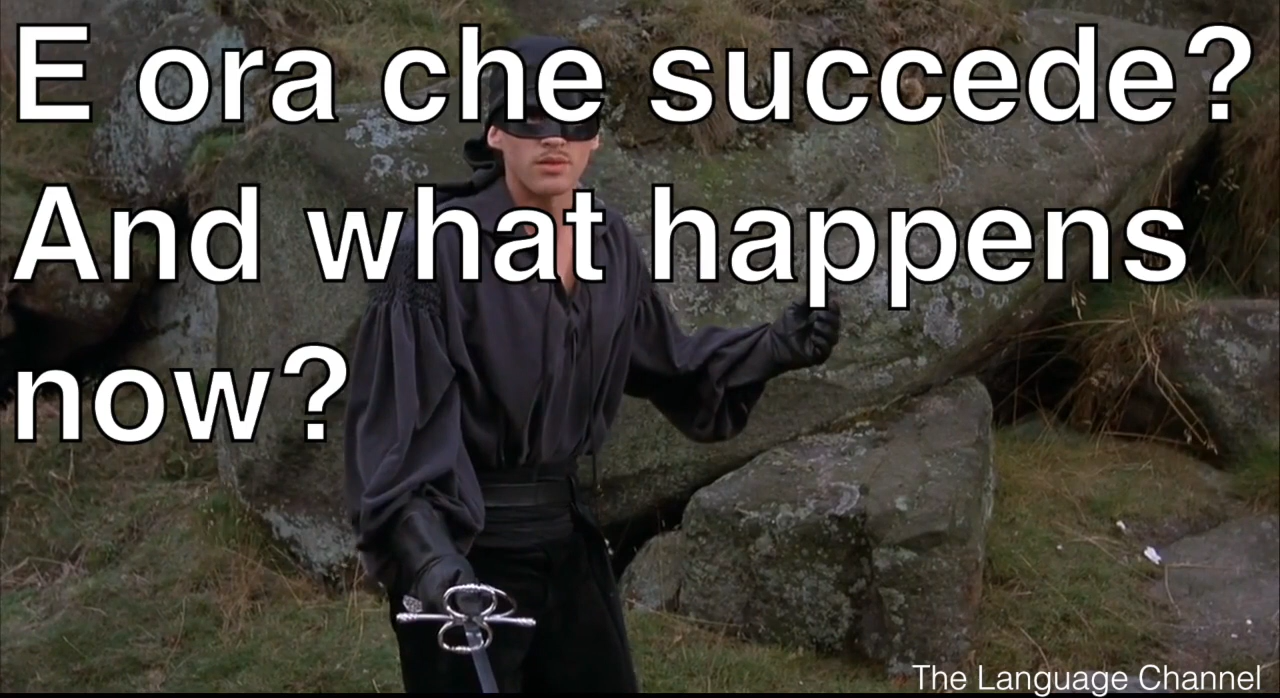 E ora che succede?
And what happens
now?
The Language Channel